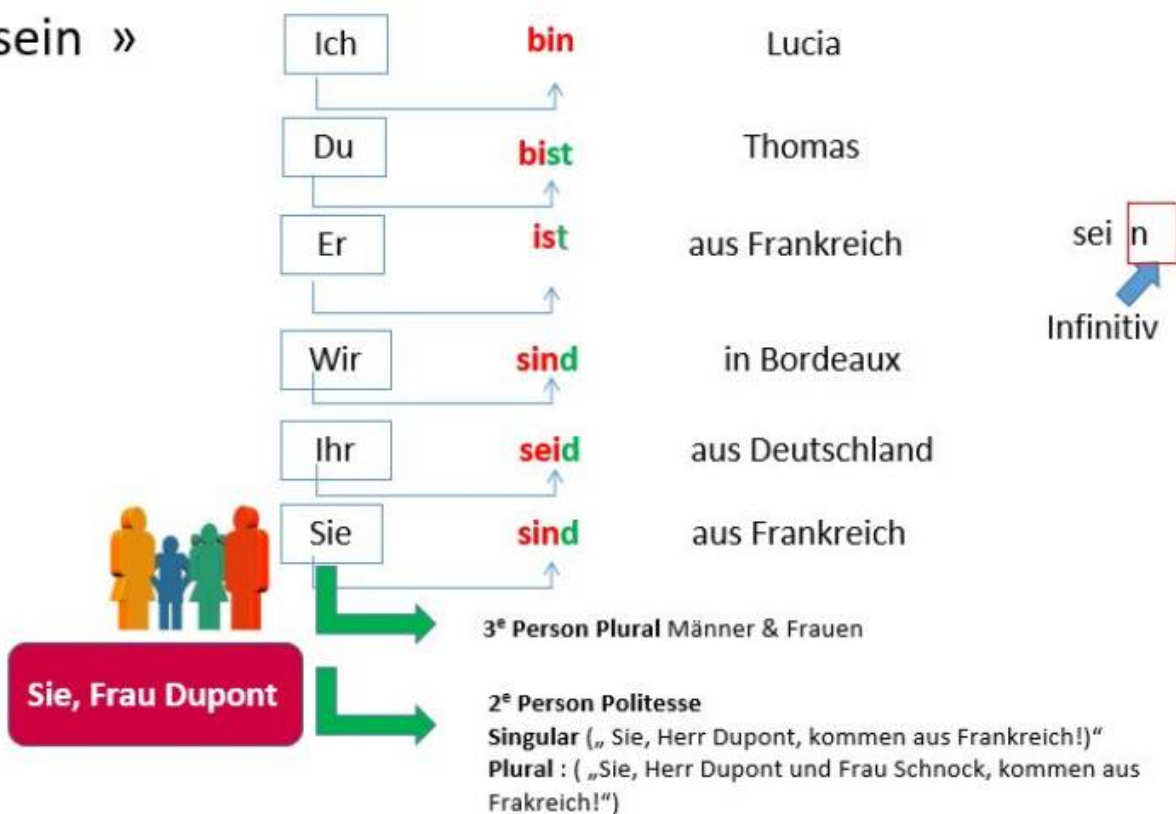 sein »
Ich bin Lucia
Du bist Thomas
Er ist aus Frankreich
sei n
Infinitiv
Wir sind in Bordeaux
Ihr seid aus Deutschland
Sie sind aus Frankreich
3e Person Plural Männer & Frauen
Sie, Frau Dupont
2e Person Politesse
Singular („ Sie, Herr Dupont, kommen aus Frankreich!)“
Plural : ( „Sie, Herr Dupont und Frau Schnock, kommen aus
Frakreich!“)